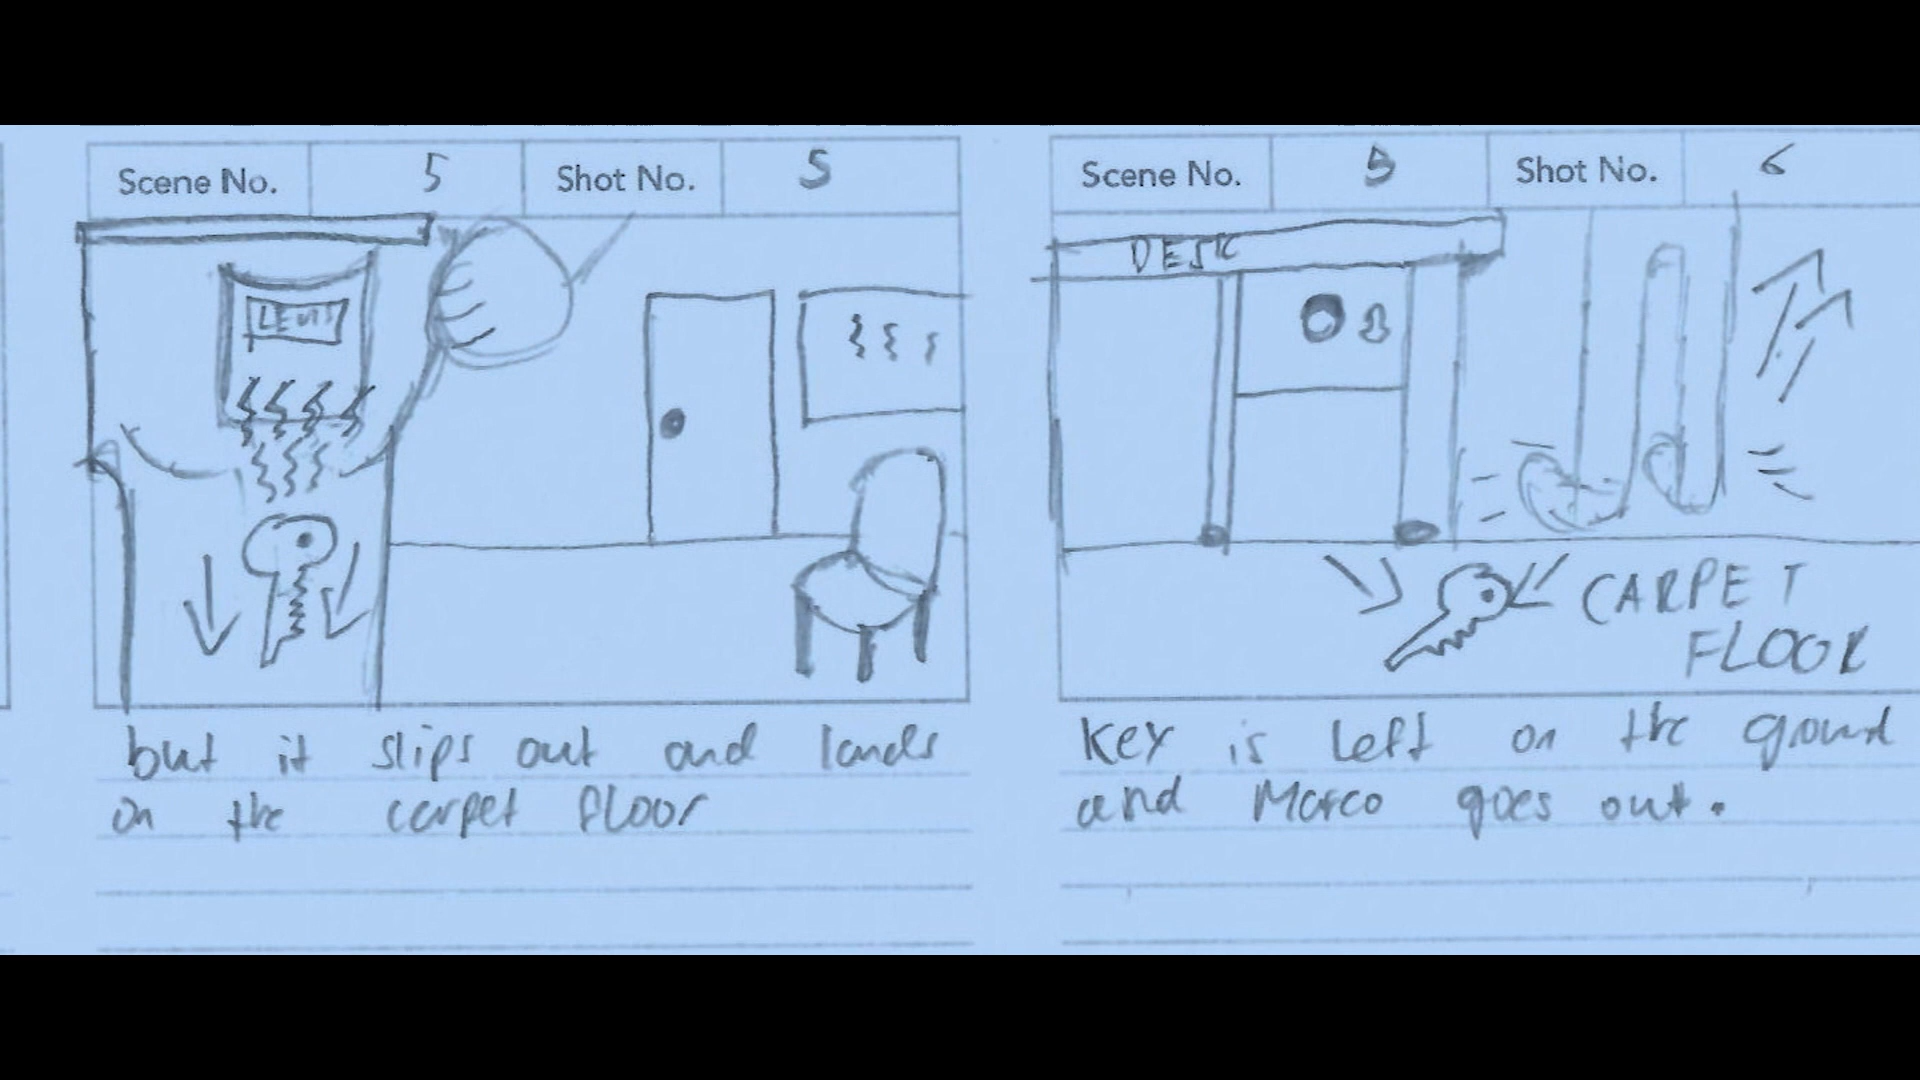 Scene No. 5 Shot No. 5
LEVIS
but it slips out and lands
on the carpet floor
Scene No. 5 Shot No. 6
DESK
CARPET
FLOOR
Key is left on the ground
and Marco goes out.